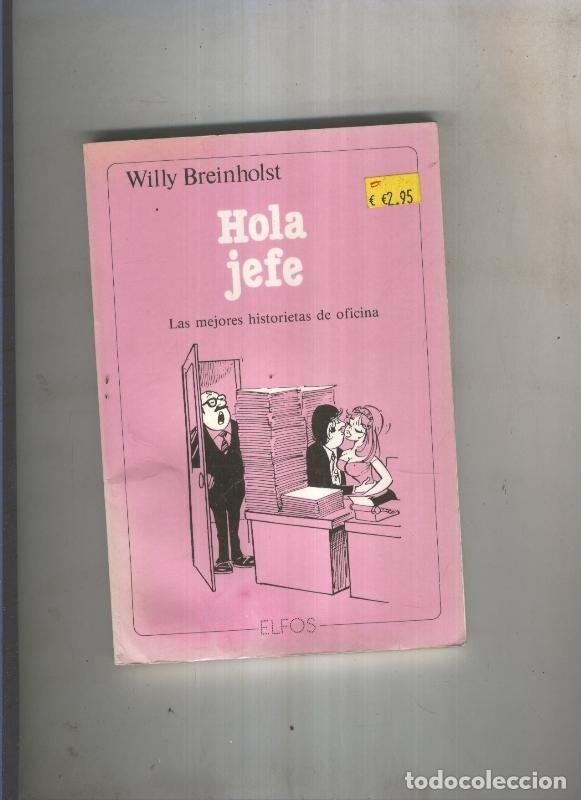 Willy Breinholst
€ €2.95
Hola
jefe
Las mejores historietas de oficina
ELFOS
todocoleccion